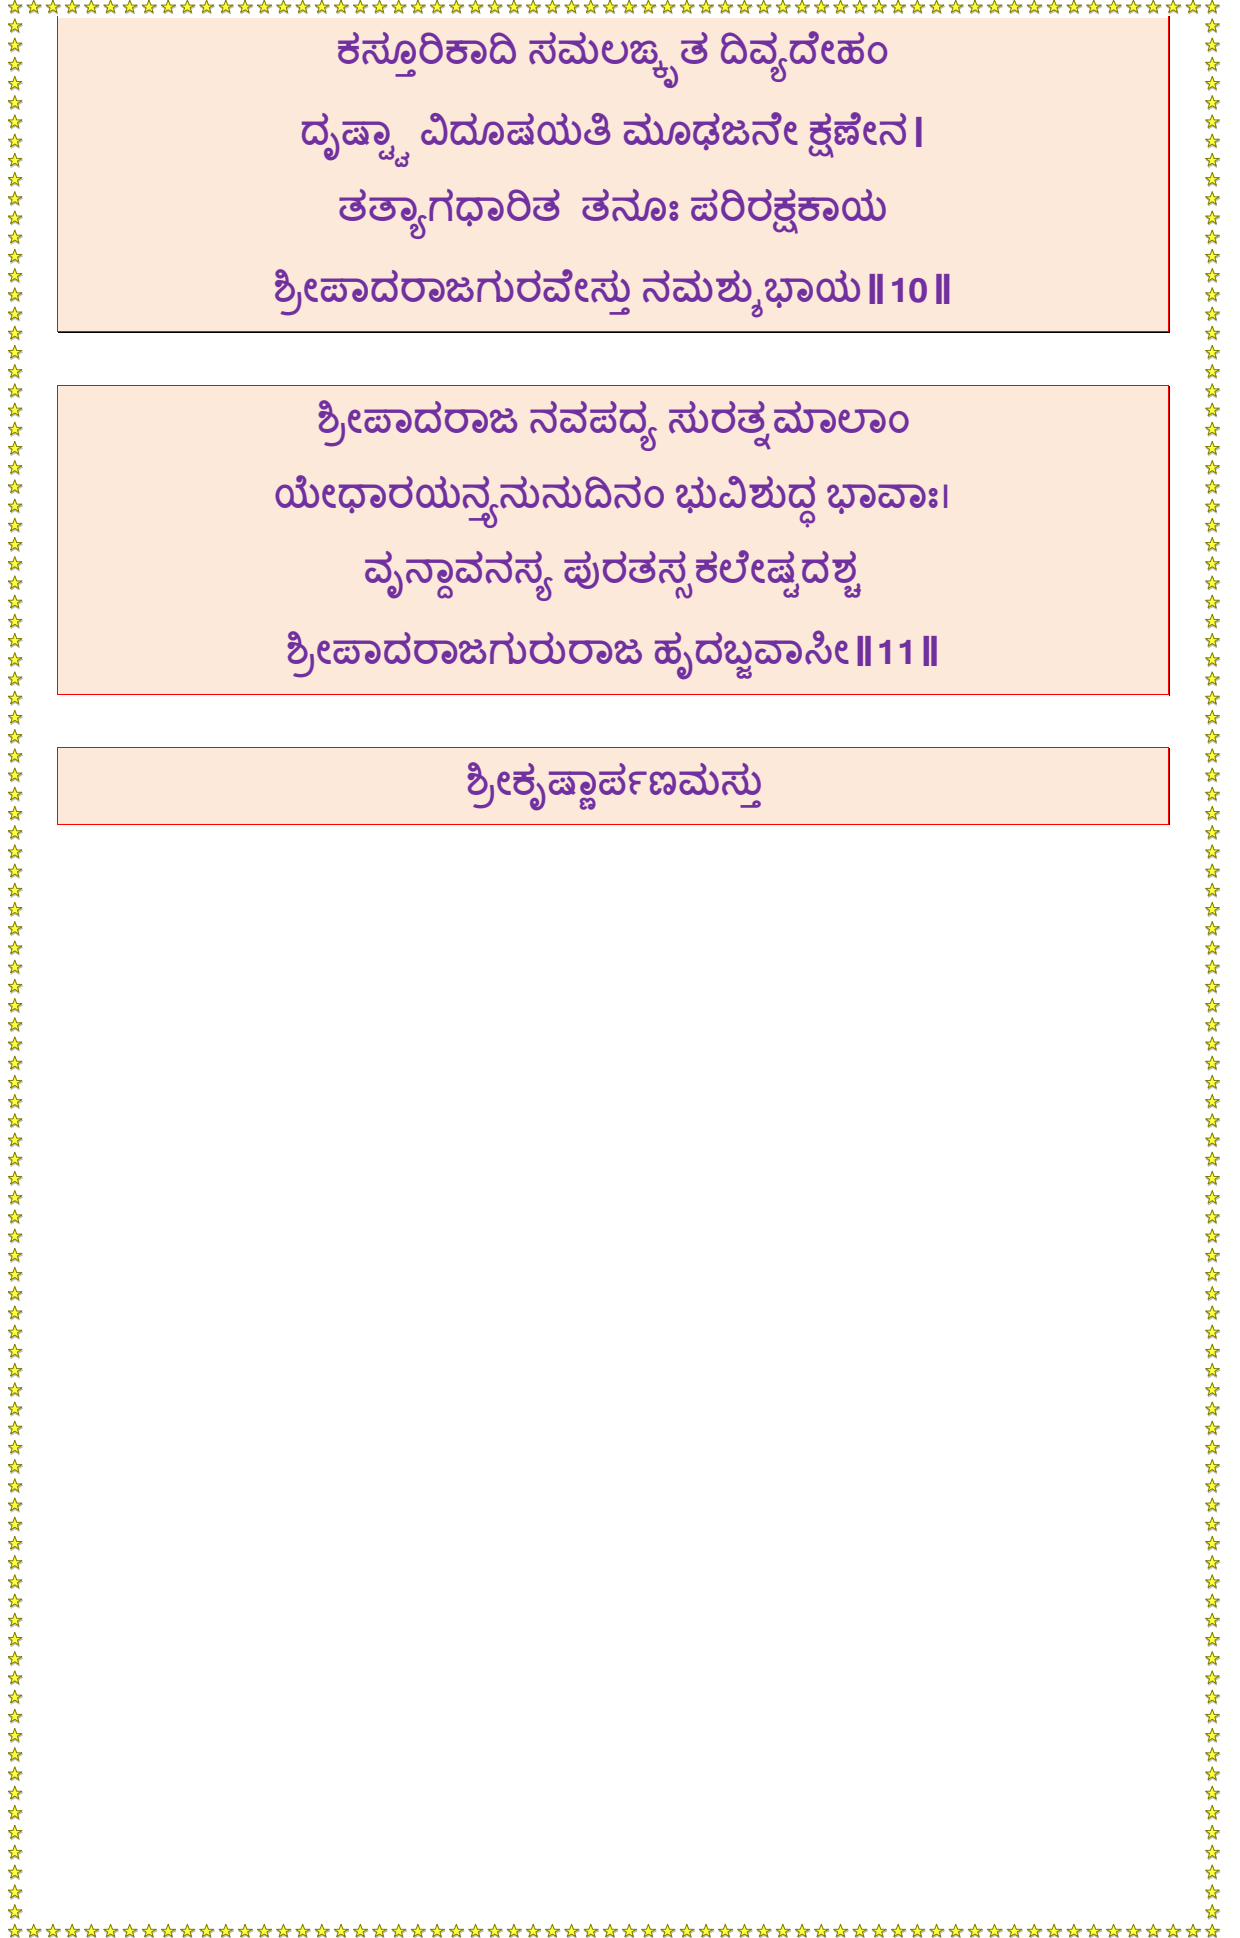 ಕಸ್ತೂರಿಕಾದಿ ಸಮಲಙ್ಕೃತ ದಿವ್ಯದೇಹಂ
ದೃಷ್ಟ್ವಾ ವಿದೂಷಯತಿ ಮೂಢಜನೇ ಕ್ಷಣೇನ।
ತತ್ಯಾಗಧಾರಿತ ತನೂಃ ಪರಿರಕ್ಷಕಾಯ
ಶ್ರೀಪಾದರಾಜಗುರವೇಸ್ತು ನಮಶ್ಶುಭಾಯ॥10॥
ಶ್ರೀಪಾದರಾಜ ನವಪದ್ಯ ಸುರತ್ನಮಾಲಾಂ
ಯೇಧಾರಯನ್ತ್ಯನುನುದಿನಂ ಭುವಿಶುದ್ಧ ಭಾವಾಃ।
ವೃನ್ದಾವನಸ್ಯ ಪುರತಸ್ಸಕಲೇಷ್ಟದಶ್ಚ
ಶ್ರೀಪಾದರಾಜಗುರುರಾಜ ಹೃದಬ್ಜವಾಸೀ॥11॥
ಶ್ರೀಕೃಷ್ಣಾರ್ಪಣಮಸ್ತು